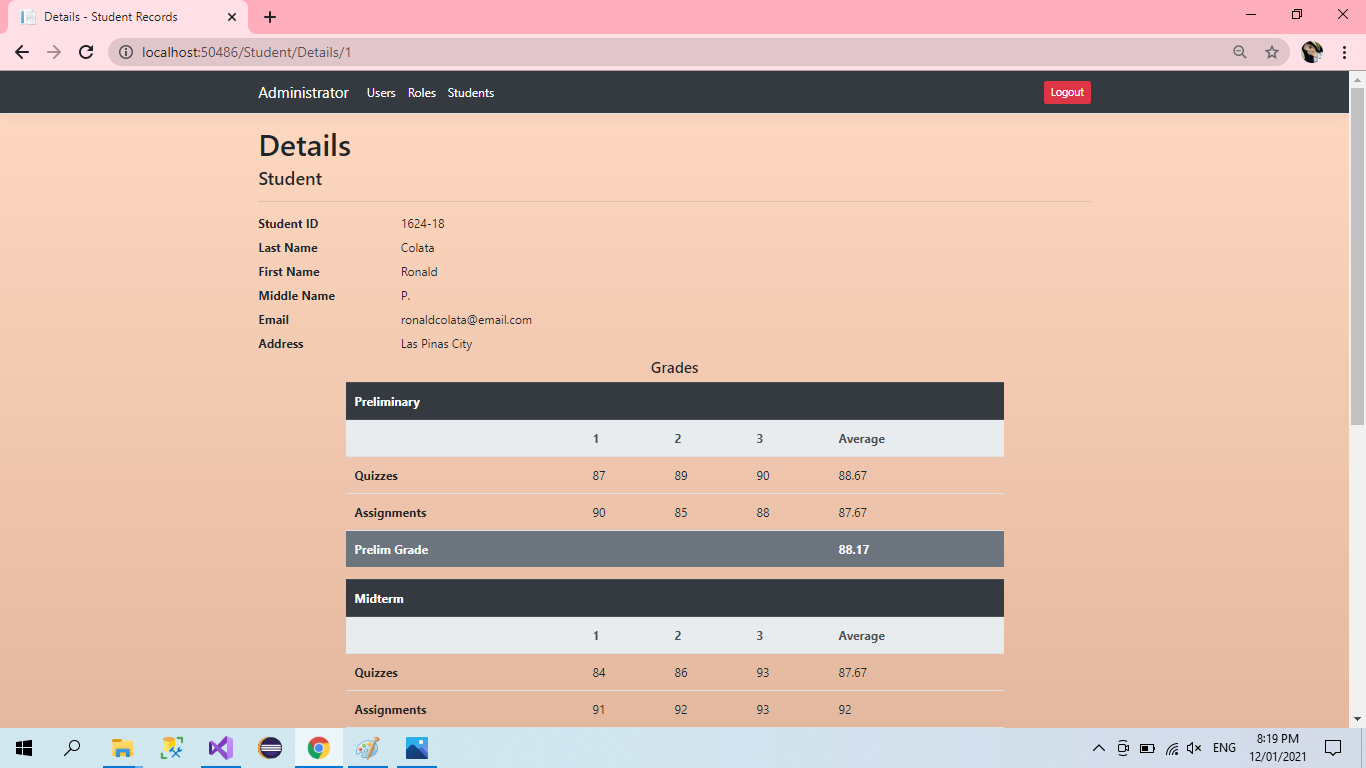 Details - Student Records
localhost:50486/Student/Details/1
Administrator Users Roles Students Logout
Details
Student
Student ID 1624-18
Last Name Colata
First Name Ronald
Middle Name P.
Email ronaldcolata@email.com
Address Las Pinas City
Grades
Preliminary
1 2 3 Average
Quizzes 87 89 90 88.67
Assignments 90 85 88 87.67
Prelim Grade 88.17
Midterm
1 2 3 Average
Quizzes 84 86 93 87.67
Assignments 91 92 93 92
ENG 8:19 PM
12/01/2021